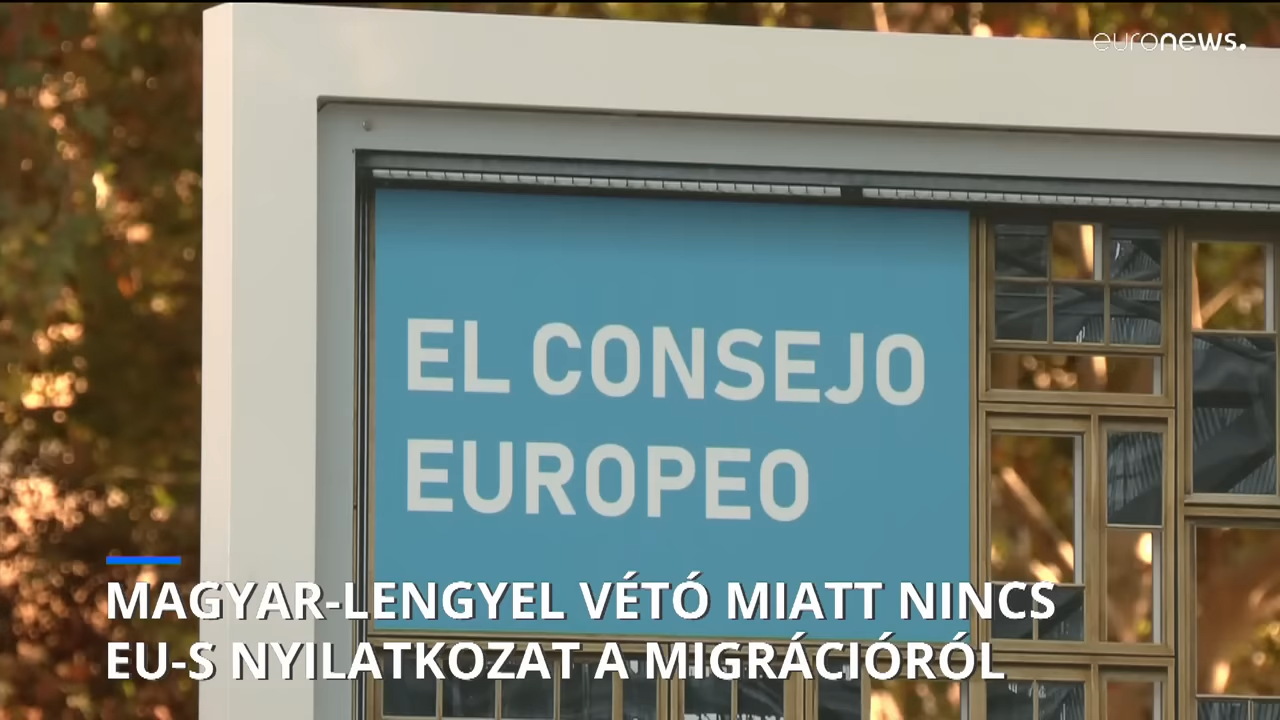 euronews.
EL CONSEJO
EUROPEO
MAGYAR-LENGYEL VÉTÓ MIATT NINCS
EU-S NYILATKOZAT A MIGRÁCIÓRÓL